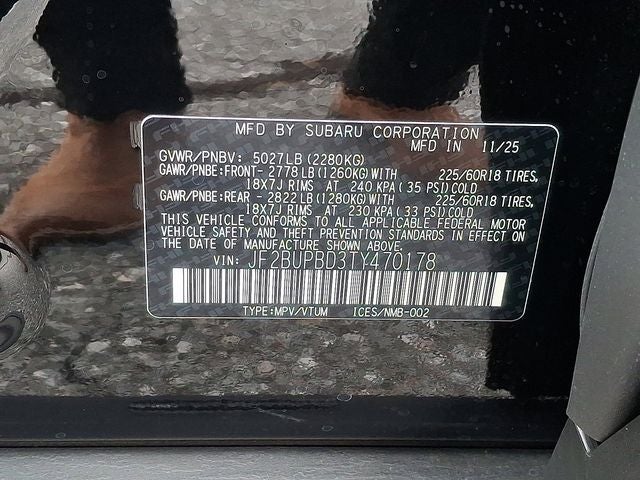 MFD BY SUBARU CORPORATION
MFD IN 11/25
GVWR/PNBV: 5027LB (2280KG)
GAWR/PNBE:FRONT- 2778 LB (1260KG)WITH 225/60R18 TIRES,
18X7J RIMS AT 240 KPA ( 35 PSI)COLD
GAWR/PNBE:REAR - 2822 LB (1280KG)WITH 225/60R18 TIRES,
18X7J RIMS AT 230 KPA ( 33 PSI)COLD
THIS VEHICLE CONFORMS TO ALL APPLICABLE FEDERAL MOTOR
VEHICLE SAFETY AND THEFT PREVENTION STANDARDS IN EFFECT ON
THE DATE OF MANUFACTURE SHOWN ABOVE.
VIN: JF2BUPBD3TY470178
TYPE:MPV/VTUM ICES/NMB-002